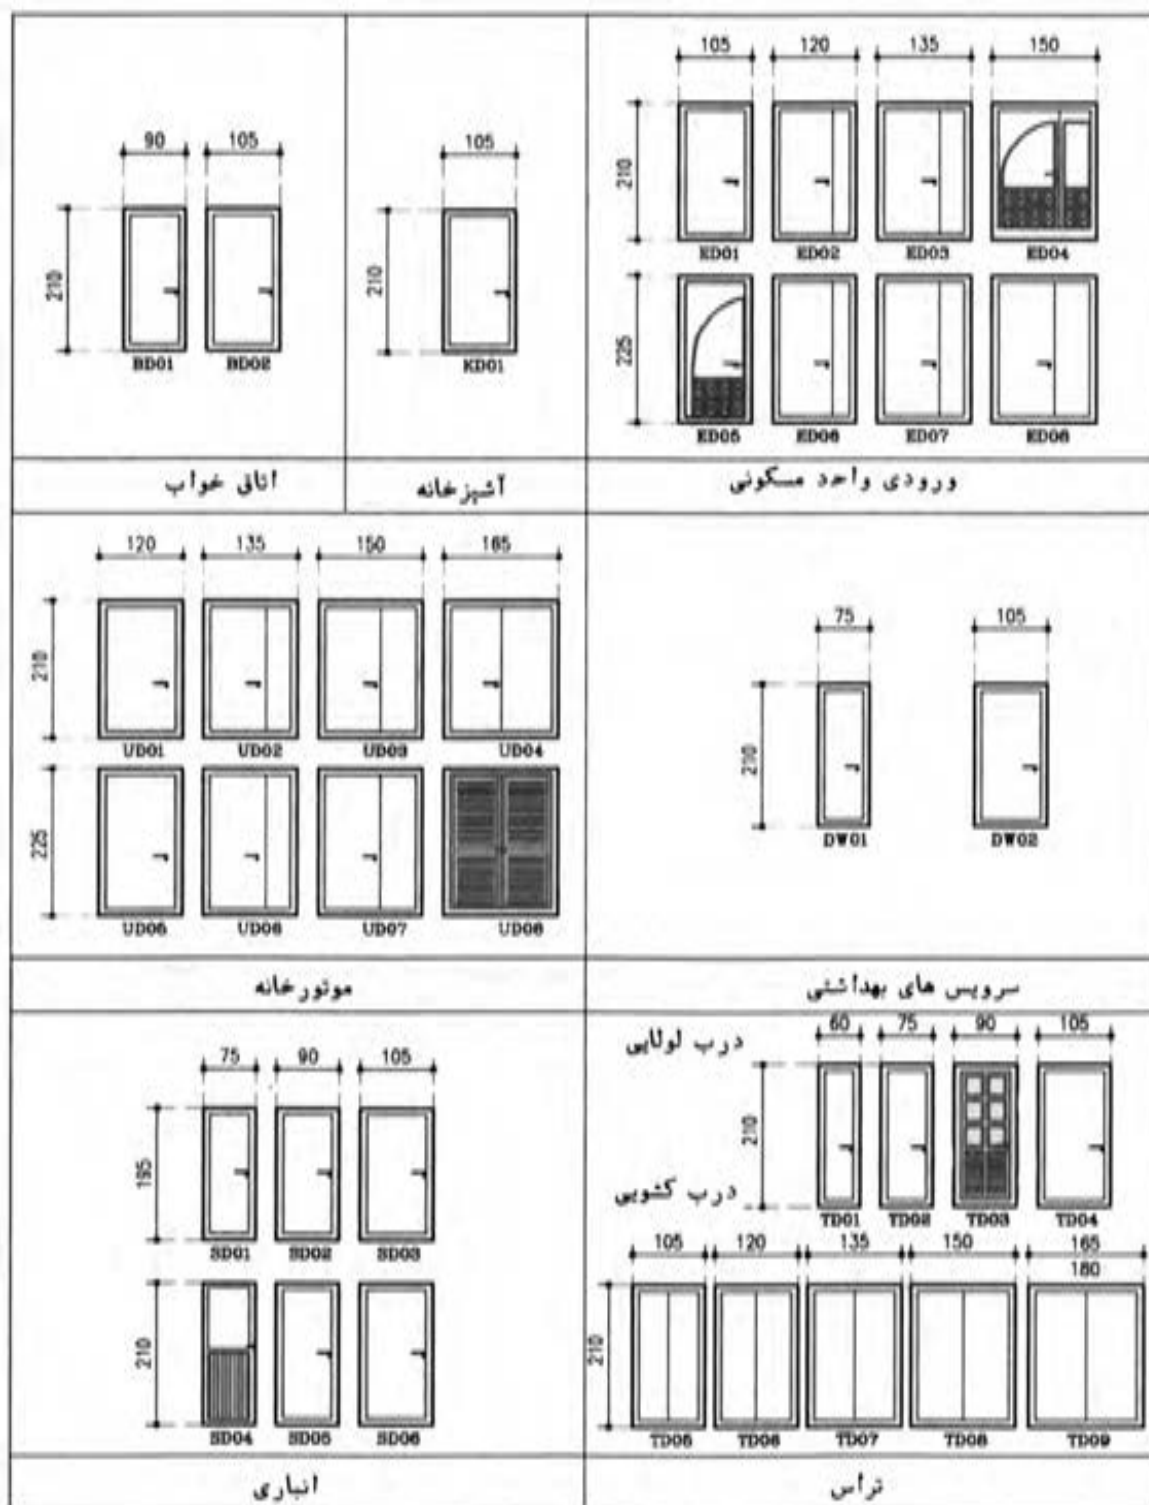 90 105
210
BD01 BD02
اتاق خواب
105
210
KD01
آشپزخانه
105 120 135 150
210
ED01 ED02 ED03 ED04
225
ED05 ED06 ED07 ED08
ورودی واحد مسکونی
120 135 150 165
210
UD01 UD02 UD03 UD04
225
UD05 UD06 UD07 UD08
موتورخانه
75 105
210
DW01 DW02
سرویس های بهداشتی
75 90 105
195
SD01 SD02 SD03
210
SD04 SD05 SD06
انباری
درب لولایی
60 75 90 105
210
TD01 TD02 TD03 TD04
درب کشویی
105 120 135 150 165
180
210
TD05 TD06 TD07 TD08 TD09
تراس